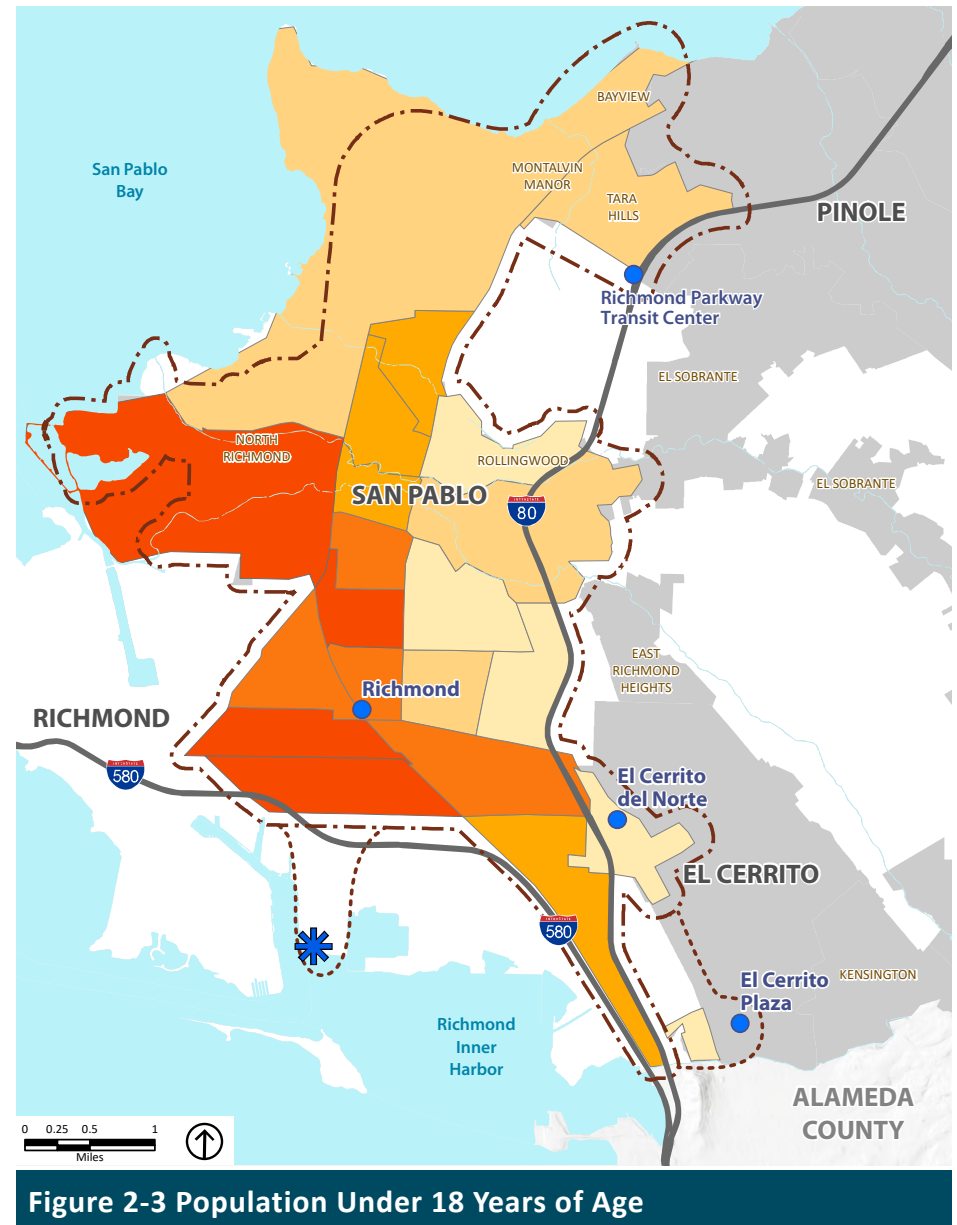 BAYVIEW
San Pablo
Bay
MONTALVIN
MANOR
TARA
HILLS
PINOLE
Richmond Parkway
Transit Center
EL SOBRANTE
NORTH
RICHMOND
ROLLINGWOOD
SAN PABLO
EL SOBRANTE
INTERSTATE
80
EAST
RICHMOND
HEIGHTS
Richmond
RICHMOND
INTERSTATE
580
El Cerrito
del Norte
EL CERRITO
INTERSTATE
580
El Cerrito
Plaza
KENSINGTON
Richmond
Inner
Harbor
ALAMEDA
COUNTY
0 0.25 0.5 1
Miles
Figure 2-3 Population Under 18 Years of Age